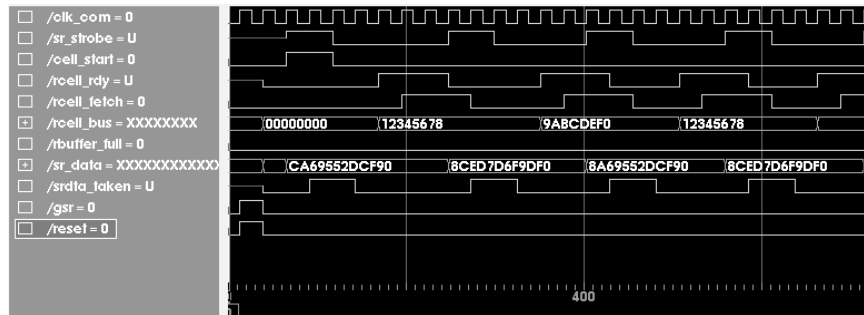 /clk_com = 0
/sr_strobe = U
/cell_start = 0
/rcell_rdy = U
/rcell_fetch = 0
/rcell_bus = XXXXXXXX 00000000 12345678 9ABCDEF0 12345678
/rbuffer_full = 0
/sr_data = XXXXXXXXXXXX CA69552DCF90 8CED7D6F9DF0 8A69552DCF90 8CED7D6F9DF0
/srdta_taken = U
/gsr = 0
/reset = 0
400